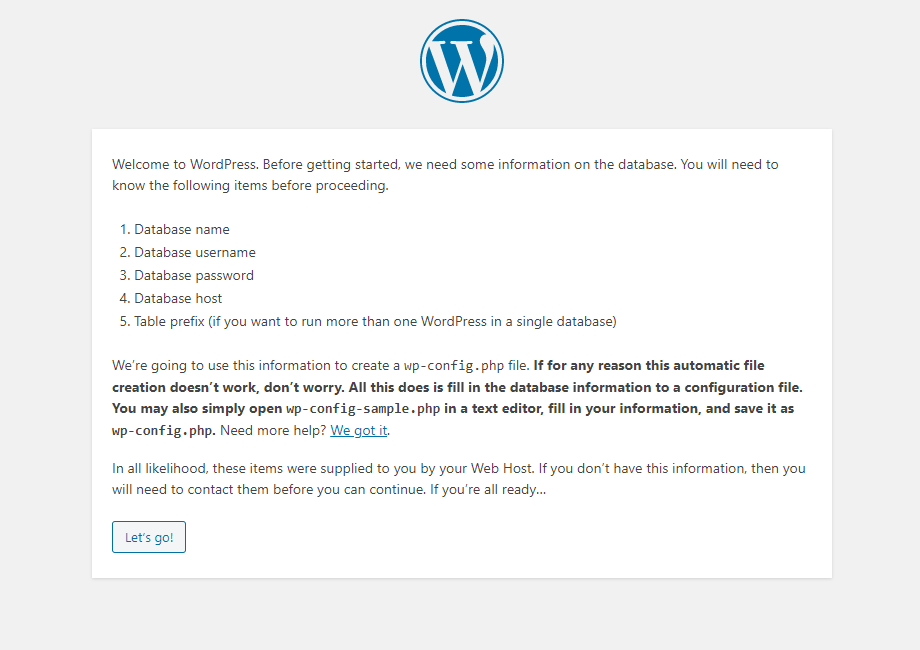 Welcome to WordPress. Before getting started, we need some information on the database. You will need to
know the following items before proceeding.
1. Database name
2. Database username
3. Database password
4. Database host
5. Table prefix (if you want to run more than one WordPress in a single database)
We’re going to use this information to create a wp-config.php file. If for any reason this automatic file
creation doesn’t work, don’t worry. All this does is fill in the database information to a configuration file.
You may also simply open wp-config-sample.php in a text editor, fill in your information, and save it as
wp-config.php. Need more help? We got it.
In all likelihood, these items were supplied to you by your Web Host. If you don’t have this information, then you
will need to contact them before you can continue. If you’re all ready…
Let’s go!